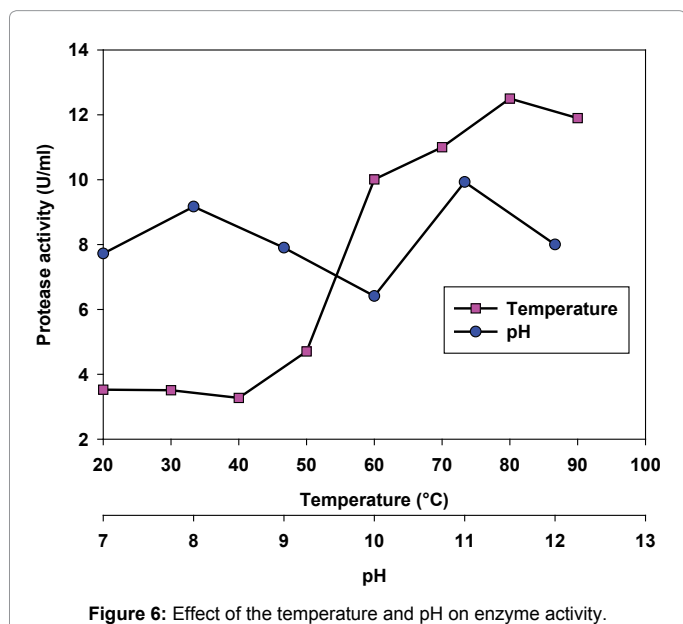 14
12
10
8
6
4
2
Protease activity (U/ml)
Temperature
pH
20 30 40 50 60 70 80 90 100
Temperature (°C)
7 8 9 10 11 12 13
pH
Figure 6: Effect of the temperature and pH on enzyme activity.